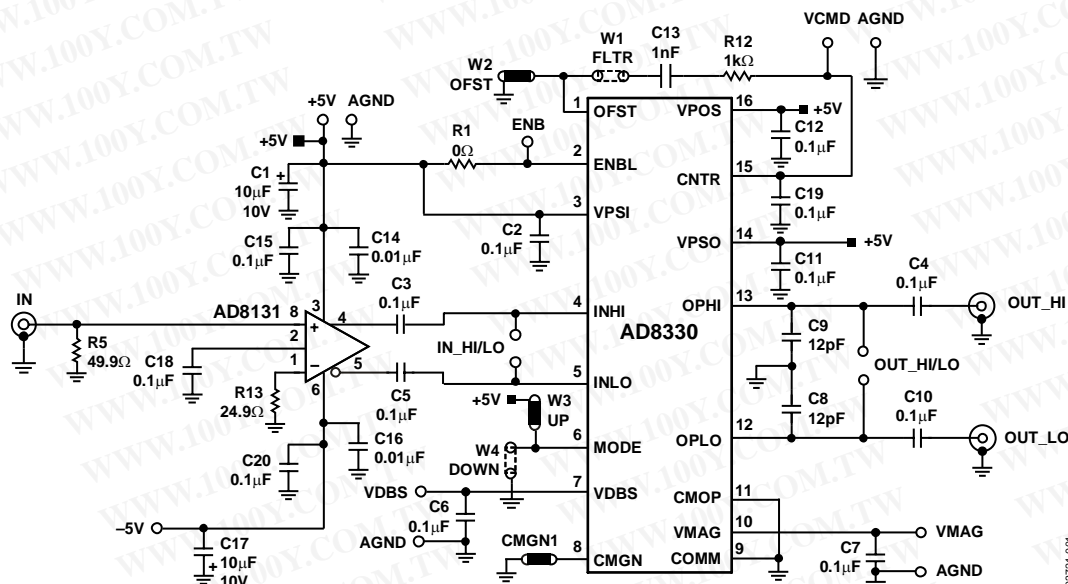 WWW.100Y.COM.TW
VCMD AGND
W1
FLTR
C13
1nF
R12
1kΩ
W2
OFST
+5V AGND
+5V
R1
0Ω
ENB
C1
10μF
10V
+
C15
0.1μF
C14
0.01μF
C2
0.1μF
1 OFST
2 ENBL
3 VPSI
4 INHI
5 INLO
6 MODE
7 VDBS
8 CMGN
AD8330
VPOS 16
CNTR 15
VPSO 14
OPHI 13
OPLO 12
CMOP 11
VMAG 10
COMM 9
+5V
C12
0.1μF
C19
0.1μF
+5V
C11
0.1μF
C4
0.1μF
OUT_HI
C9
12pF
OUT_HI/LO
C8
12pF
C10
0.1μF
OUT_LO
VMAG
C7
0.1μF
AGND
IN
R5
49.9Ω
C18
0.1μF
R13
24.9Ω
AD8131
8
2
1
3
4
5
6
+
–
C3
0.1μF
C5
0.1μF
IN_HI/LO
+5V
W3
UP
W4
DOWN
C16
0.01μF
C20
0.1μF
–5V
C17
10μF
10V
+
VDBS
C6
0.1μF
AGND
CMGN1